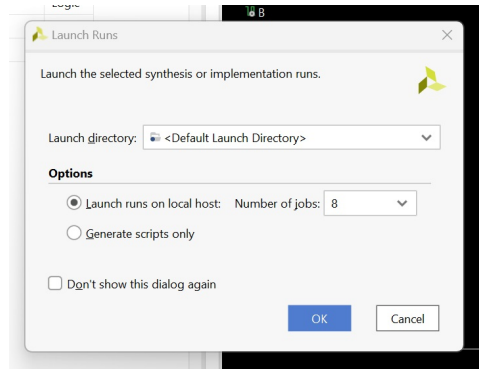 Logic
B
Launch Runs
Launch the selected synthesis or implementation runs.
Launch directory: <Default Launch Directory>
Options
Launch runs on local host: Number of jobs: 8
Generate scripts only
Don't show this dialog again
OK Cancel